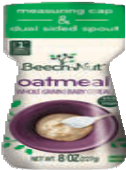 measuring cap
&
dual sided spout
Beech-Nut
oatmeal
WHOLE GRAIN BABY CEREAL
NET WT 8 OZ (227g)